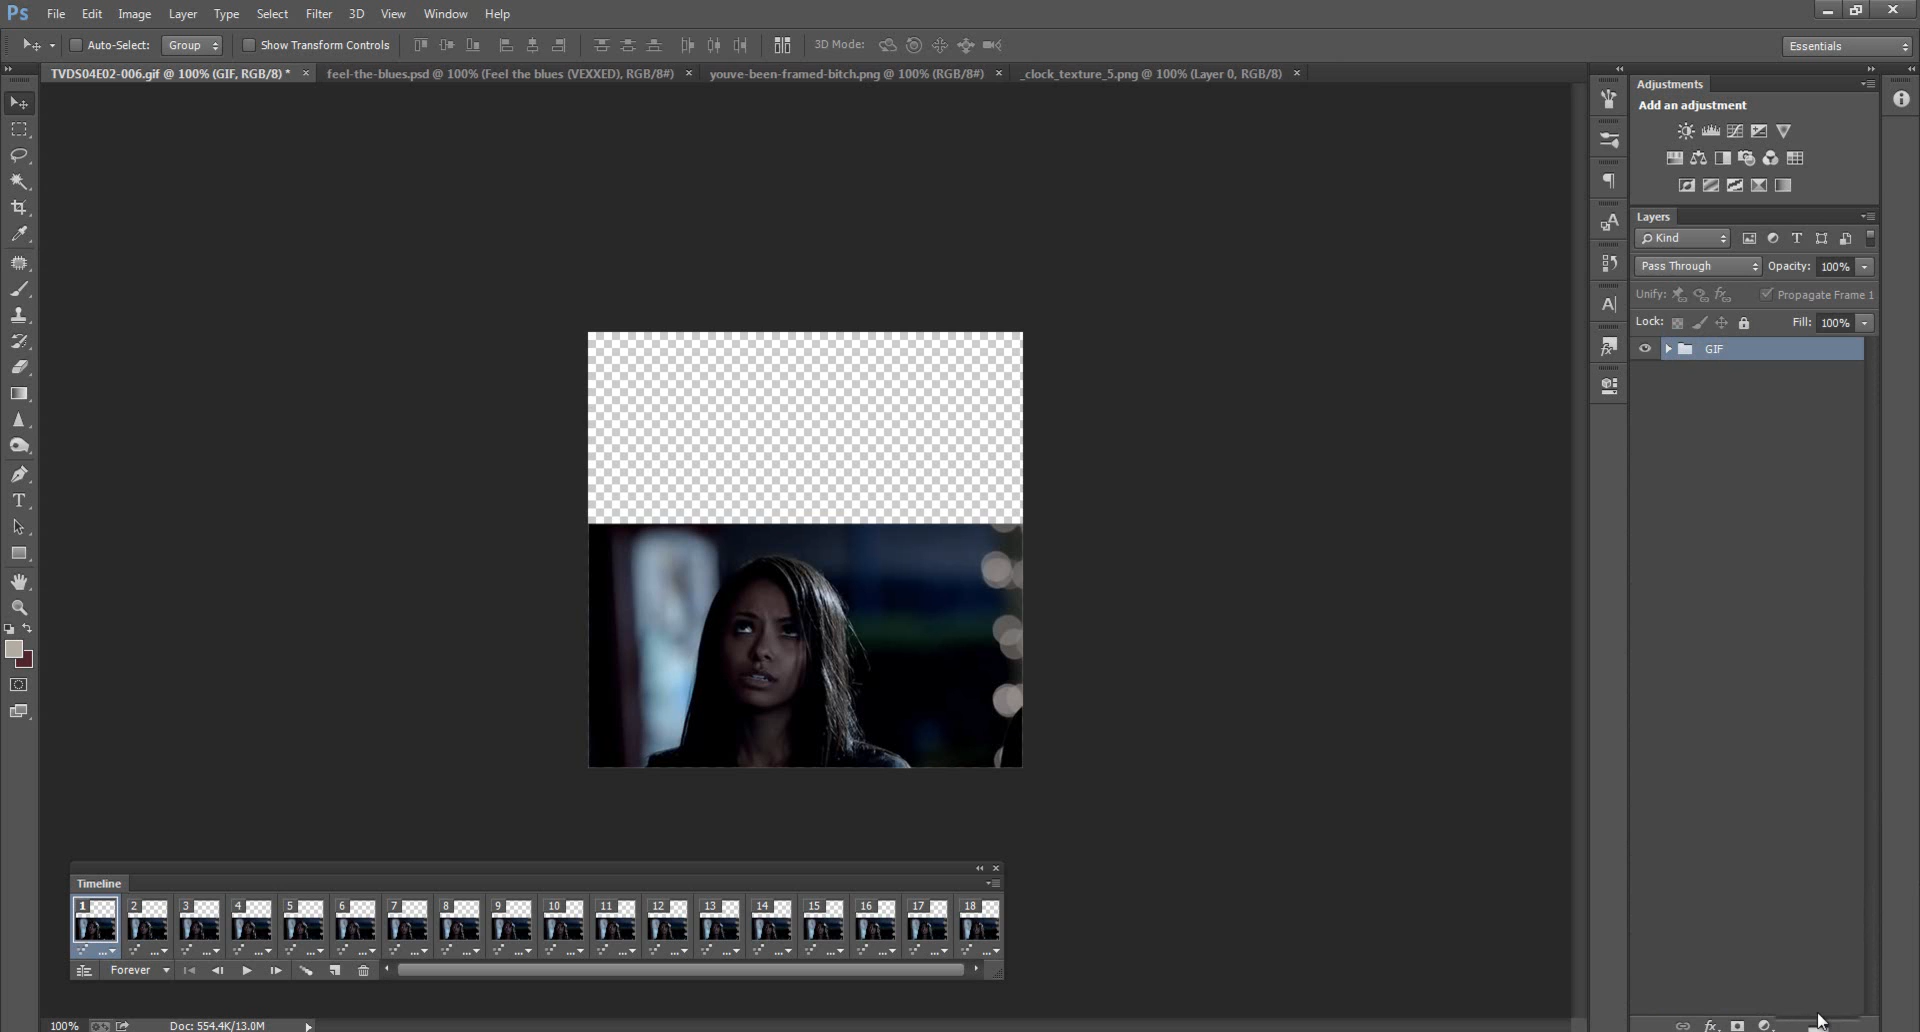 Ps File Edit Image Layer Type Select Filter 3D View Window Help
Auto-Select: Group Show Transform Controls 3D Mode: Essentials
TVDS04E02-006.gif @ 100% (GIF, RGB/8) * × feel-the-blues.psd @ 100% (Feel the blues (VEXXED), RGB/8#) × youve-been-framed-bitch.png @ 100% (RGB/8#) × _clock_texture_5.png @ 100% (Layer 0, RGB/8) ×
Adjustments
Add an adjustment
Layers
Kind
Pass Through Opacity: 100%
Unify: Propagate Frame 1
Lock: Fill: 100%
GIF
Timeline
1 2 3 4 5 6 7 8 9 10 11 12 13 14 15 16 17 18
Forever
100% Doc: 554.4K/13.0M